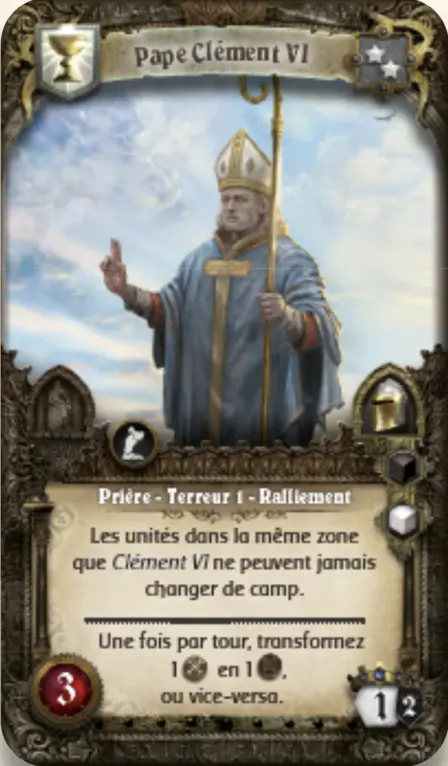 Pape Clément VI
Prière - Terreur 1 - Ralliement
Les unités dans la même zone
que Clément VI ne peuvent jamais
changer de camp.
Une fois par tour, transformez
1 en 1 ,
ou vice-versa.
3
1 2